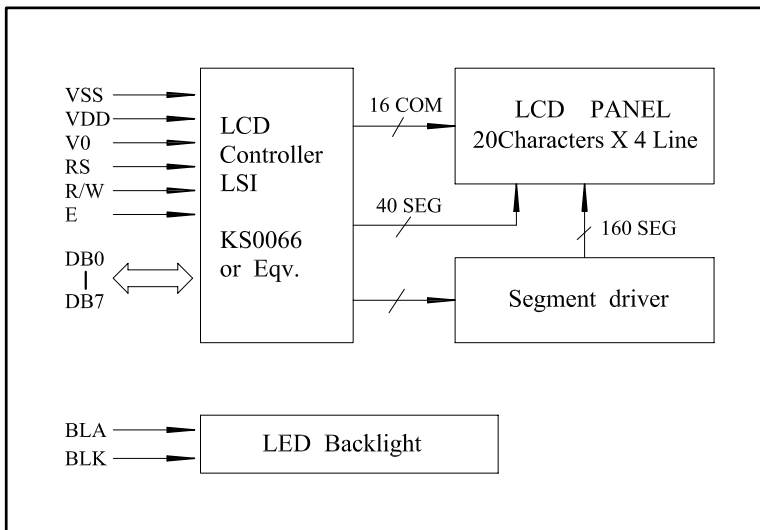 VSS
VDD
V0
RS
R/W
E
DB0
DB7
LCD
Controller
LSI
KS0066
or Eqv.
16 COM
40 SEG
LCD PANEL
20Characters X 4 Line
160 SEG
Segment driver
BLA
BLK
LED Backlight